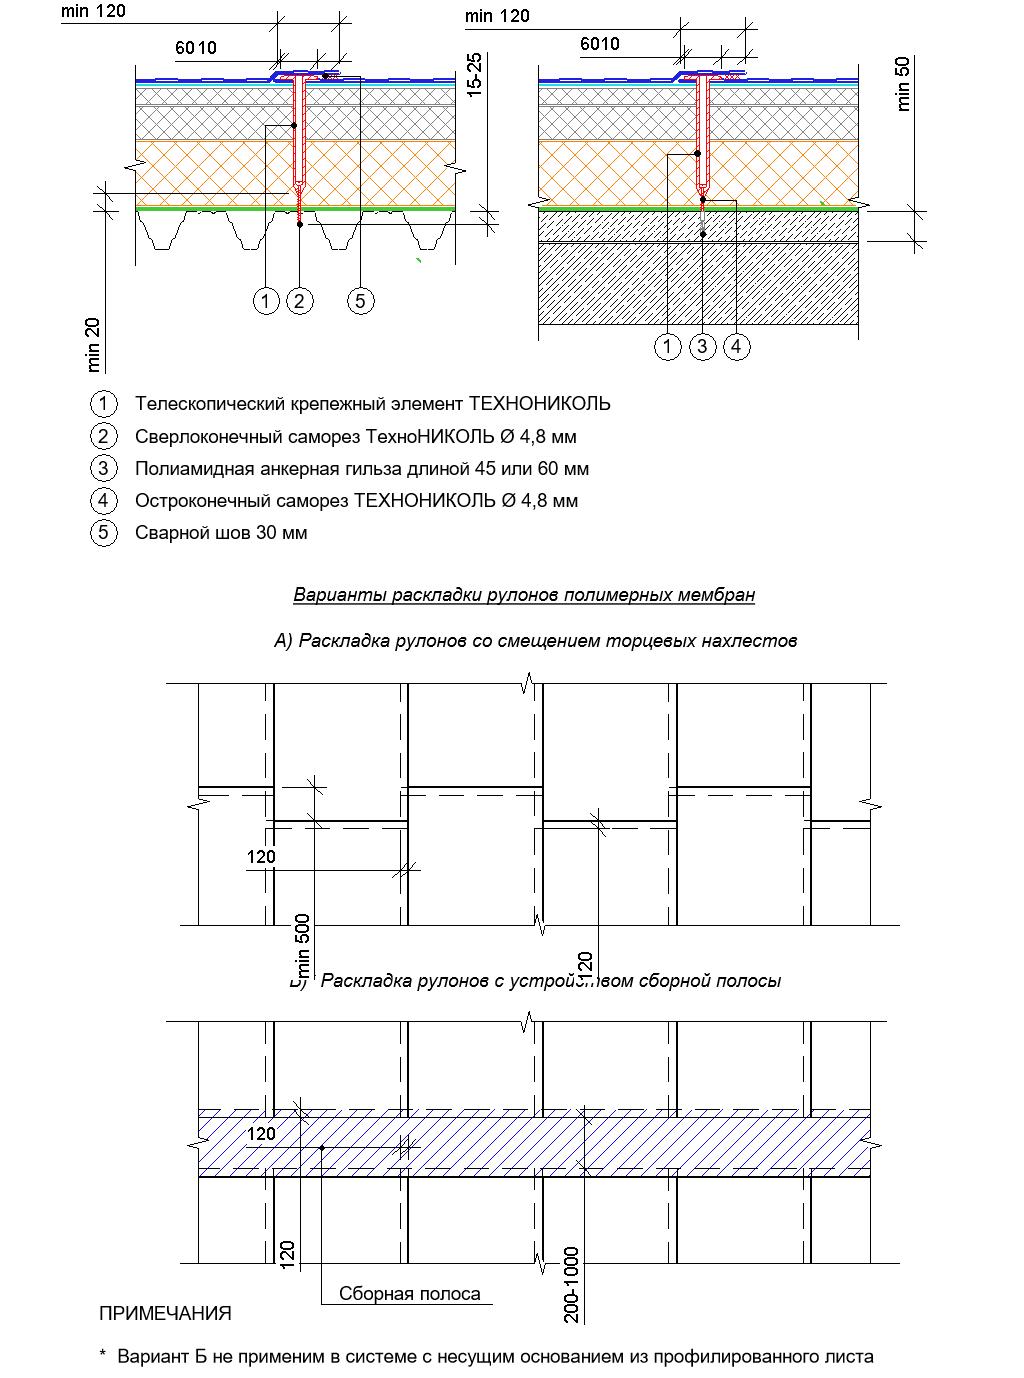 min 120
min 120
6010
6010
15-25
min 50
min 20
1
2
5
1
3
4
1 Телескопический крепежный элемент ТЕХНОНИКОЛЬ
2 Сверлоконечный саморез ТехноНИКОЛЬ Ø 4,8 мм
3 Полиамидная анкерная гильза длиной 45 или 60 мм
4 Остроконечный саморез ТЕХНОНИКОЛЬ Ø 4,8 мм
5 Сварной шов 30 мм
Варианты раскладки рулонов полимерных мембран
А) Раскладка рулонов со смещением торцевых нахлестов
120
min 500
120
Раскладка рулонов с устройством сборной полосы
120
120
200-1000
Сборная полоса
ПРИМЕЧАНИЯ
* Вариант Б не применим в системе с несущим основанием из профилированного листа